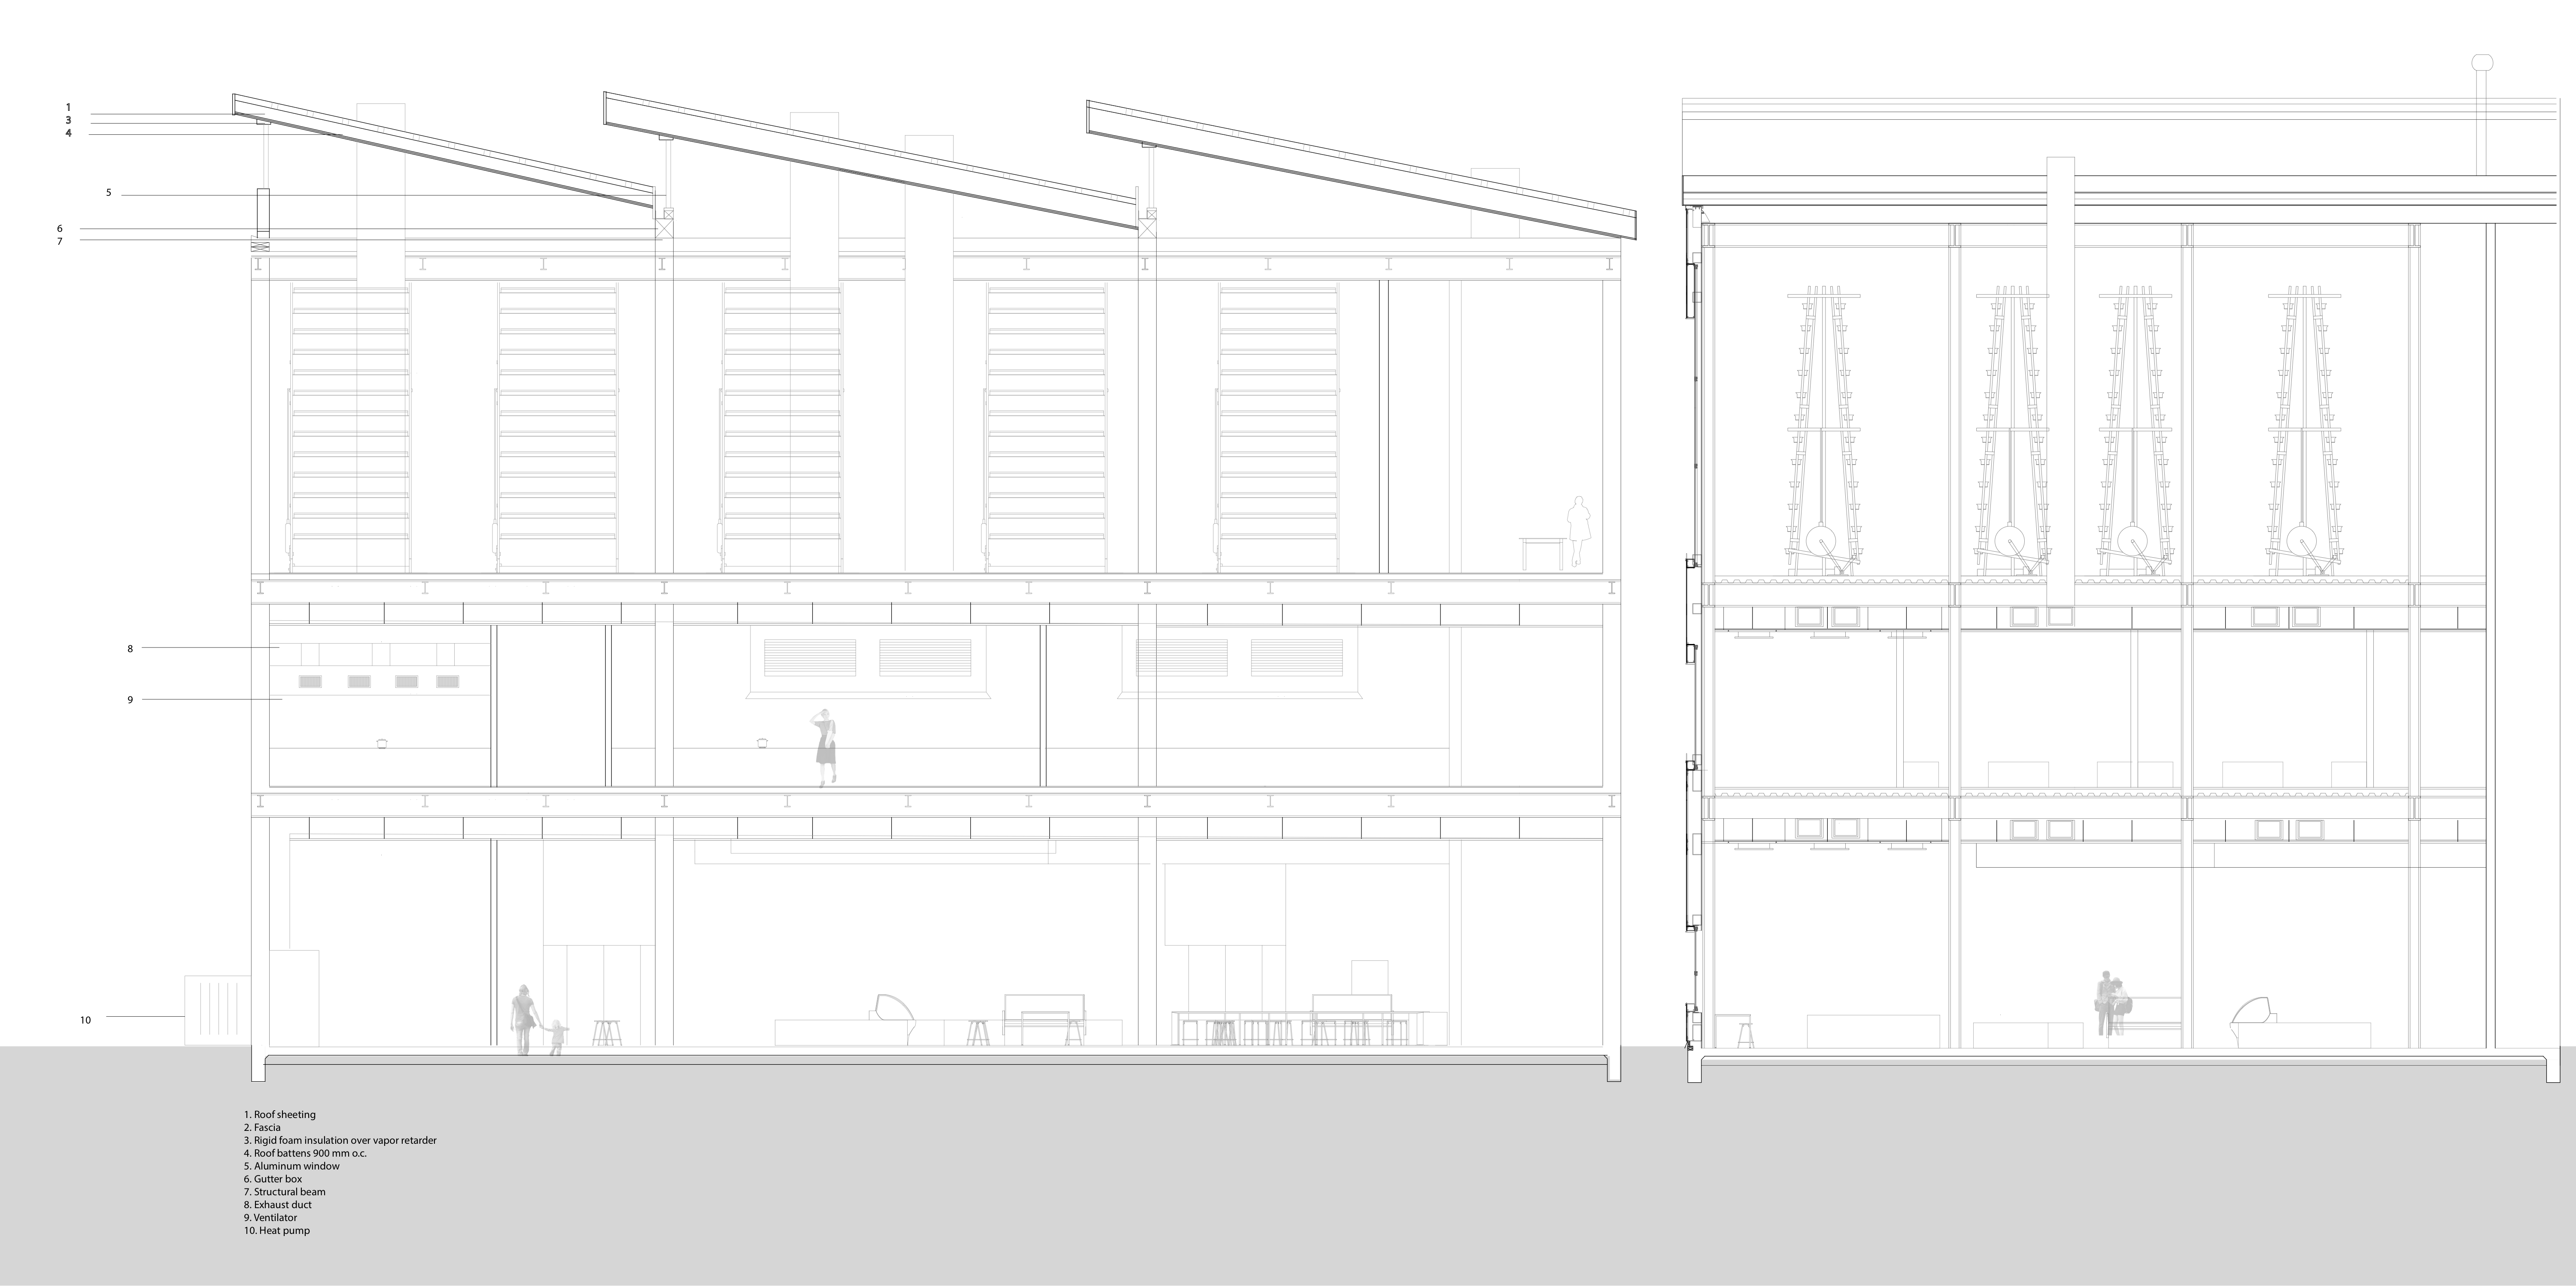 1
3
4
5
6
7
8
9
10
1. Roof sheeting
2. Fascia
3. Rigid foam insulation over vapor retarder
4. Roof battens 900 mm o.c.
5. Aluminum window
6. Gutter box
7. Structural beam
8. Exhaust duct
9. Ventilator
10. Heat pump